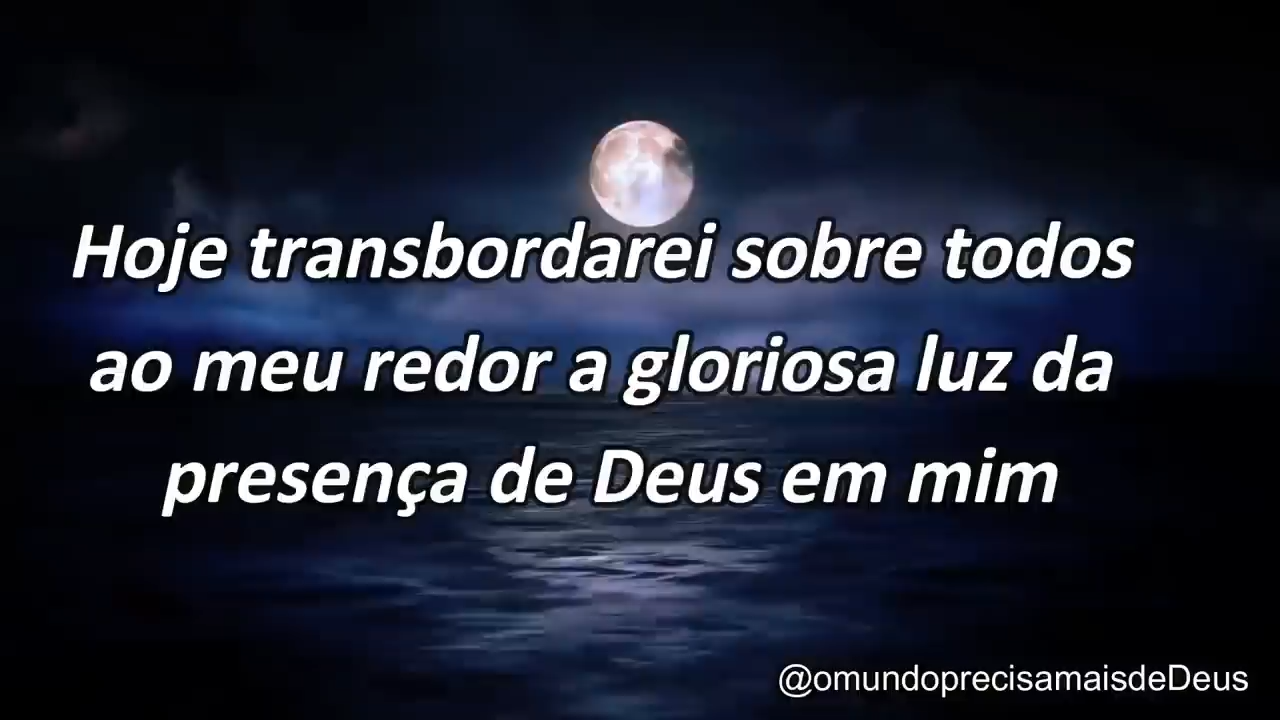 Hoje transbordarei sobre todos
ao meu redor a gloriosa luz da
presença de Deus em mim
@omundoprecisamaisdeDeus